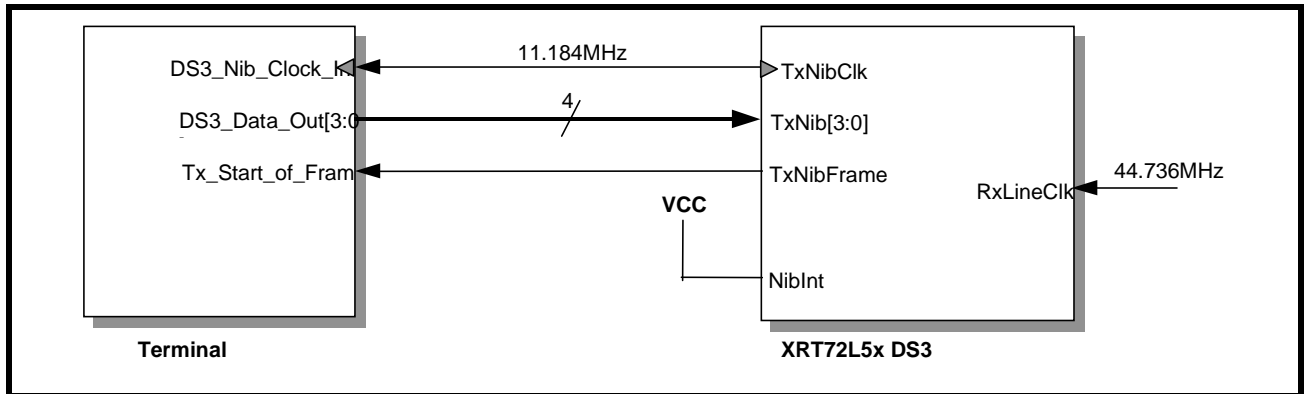 11.184MHz
DS3_Nib_Clock_In
TxNibClk
4
DS3_Data_Out[3:0
TxNib[3:0]
Tx_Start_of_Fram
TxNibFrame
44.736MHz
RxLineClk
VCC
NibInt
Terminal
XRT72L5x DS3